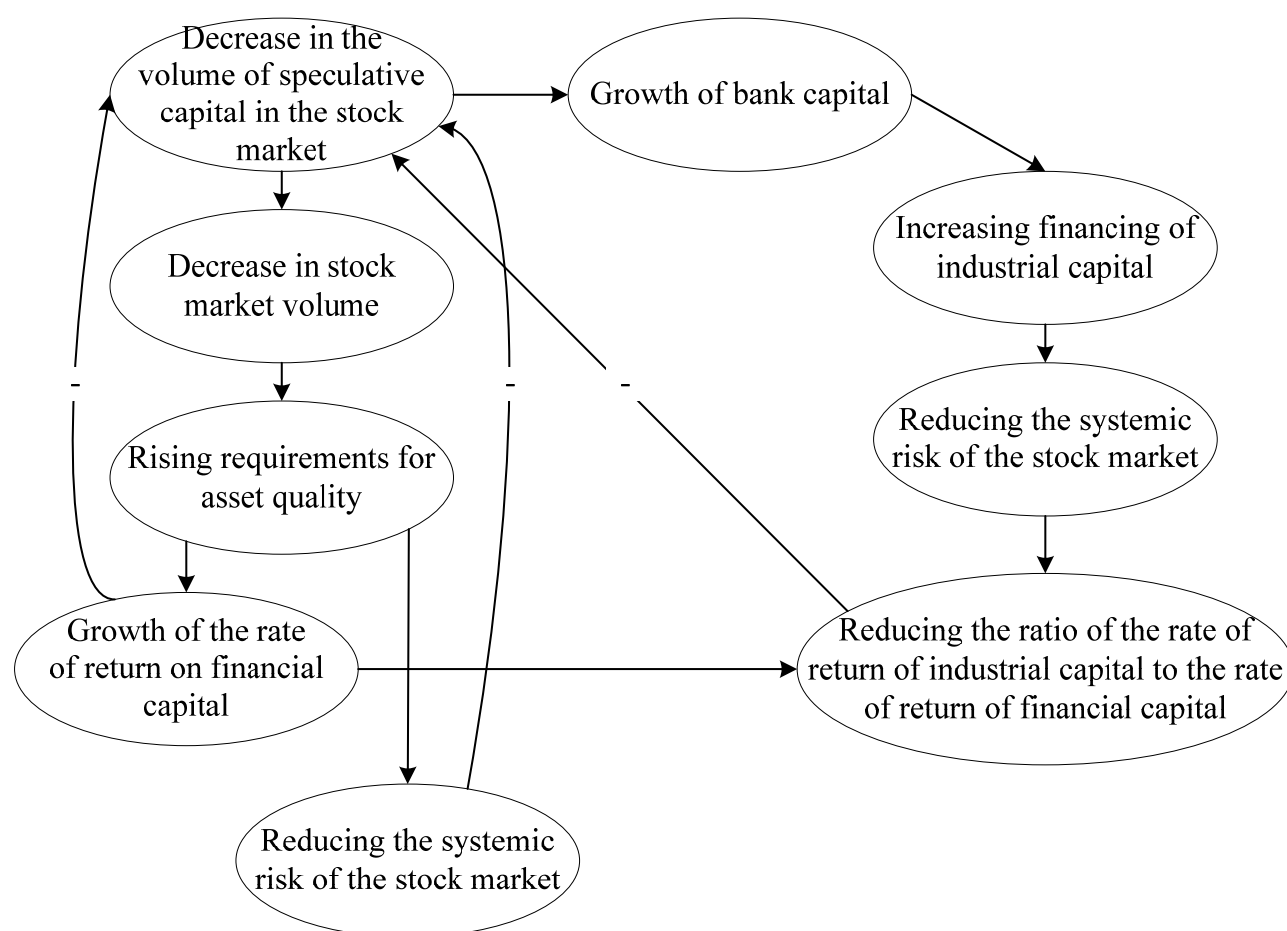 Decrease in the
volume of speculative
capital in the stock
market
Growth of bank capital
Increasing financing of
industrial capital
Decrease in stock
market volume
Reducing the systemic
risk of the stock market
Rising requirements for
asset quality
-
-
-
Growth of the rate
of return on financial
capital
Reducing the ratio of the rate of
return of industrial capital to the rate
of return of financial capital
Reducing the systemic
risk of the stock market